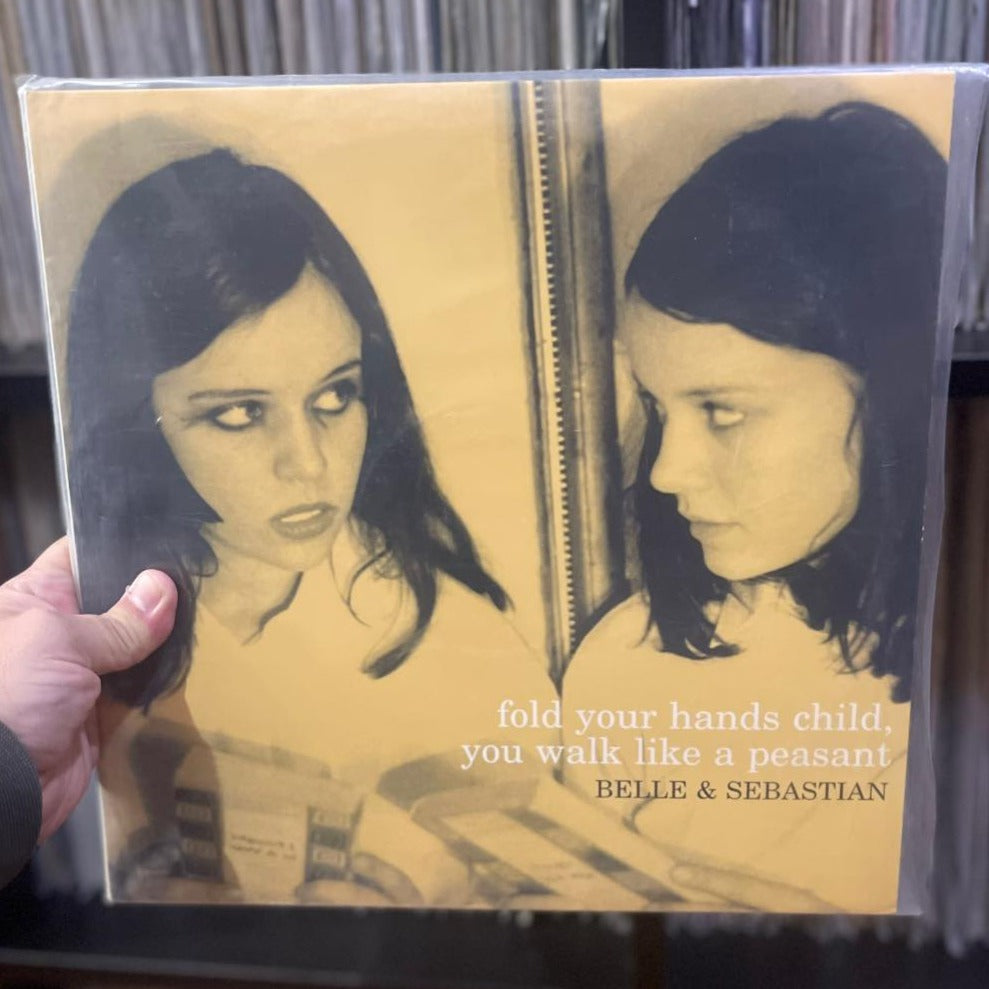 fold your hands child,
you walk like a peasant
BELLE & SEBASTIAN